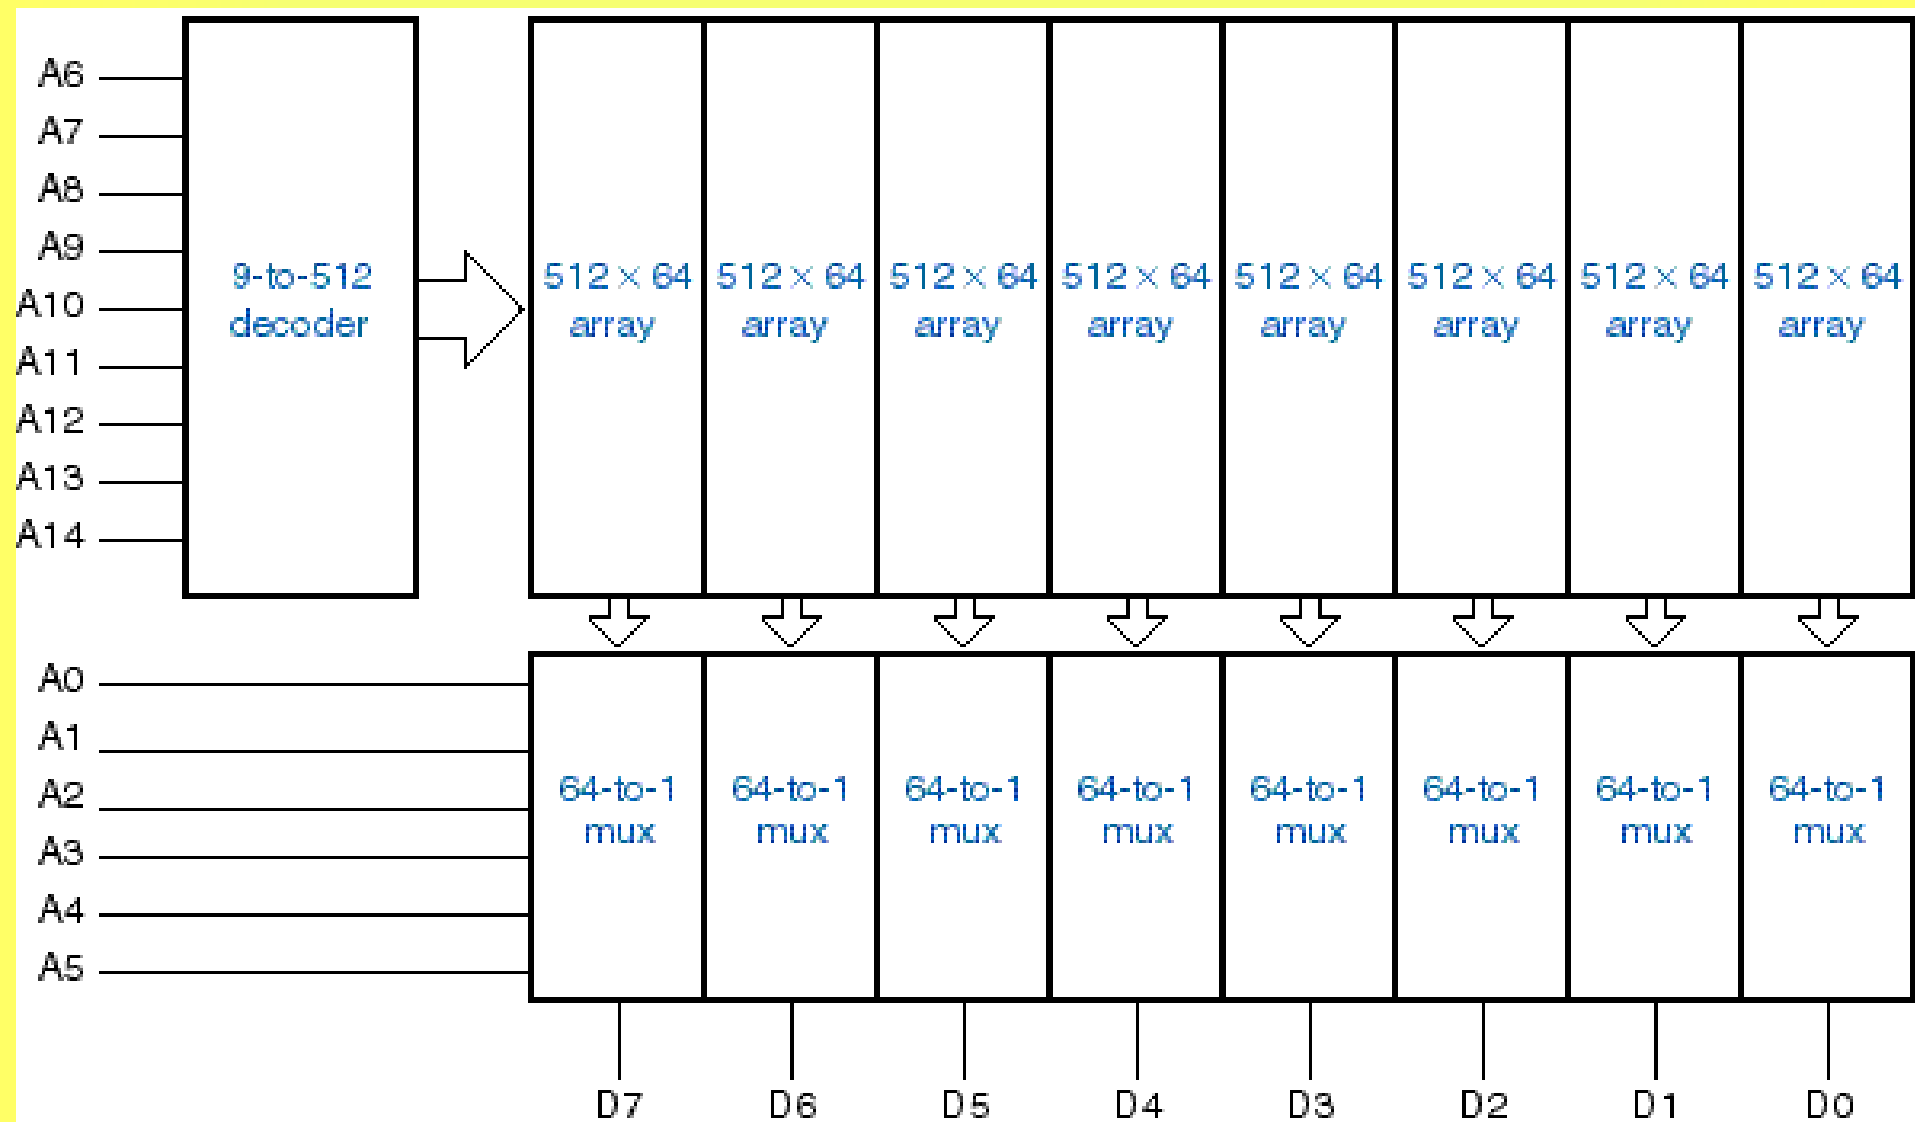 A6
A7
A8
A9
A10
A11
A12
A13
A14
9-to-512
decoder
512 × 64 512 × 64 512 × 64 512 × 64 512 × 64 512 × 64 512 × 64 512 × 64
array array array array array array array array
A0
A1
A2
A3
A4
A5
64-to-1 64-to-1 64-to-1 64-to-1 64-to-1 64-to-1 64-to-1 64-to-1
mux mux mux mux mux mux mux mux
D7 D6 D5 D4 D3 D2 D1 D0